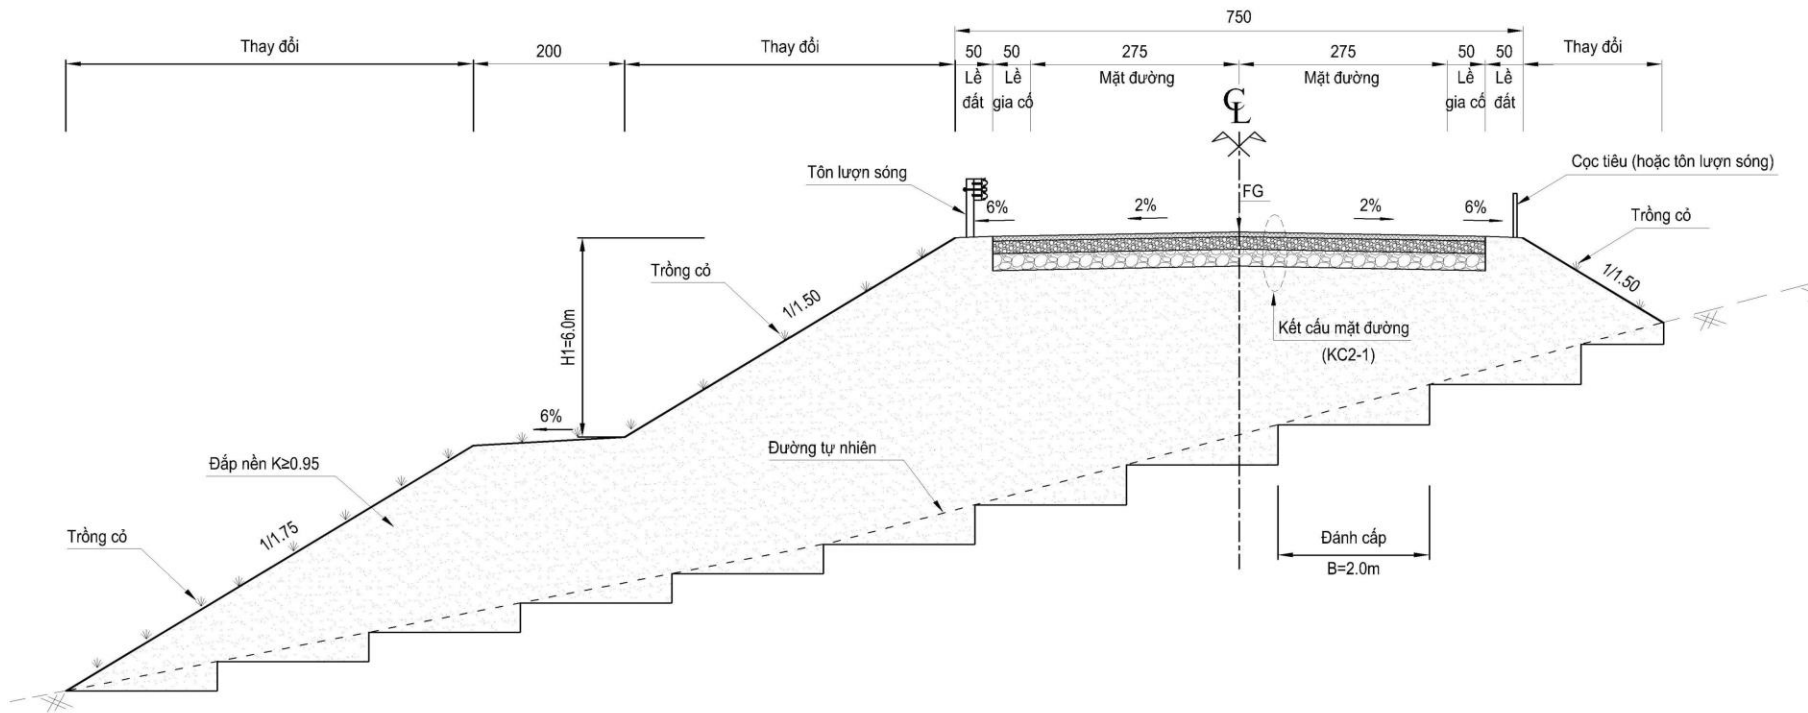 750
Thay đổi
200
Thay đổi
50
50
275
275
50
50
Thay đổi
Lề
đất
Lề
gia cố
Mặt đường
Mặt đường
Lề
gia cố
Lề
đất
CL
Tôn lượn sóng
Cọc tiêu (hoặc tôn lượn sóng)
FG
6%
2%
2%
6%
Trồng cỏ
Trồng cỏ
1/1.50
1/1.50
H1=6.0m
Kết cấu mặt đường
(KC2-1)
6%
Đường tự nhiên
Đắp nền K≥0.95
1/1.75
Trồng cỏ
Đánh cấp
B=2.0m